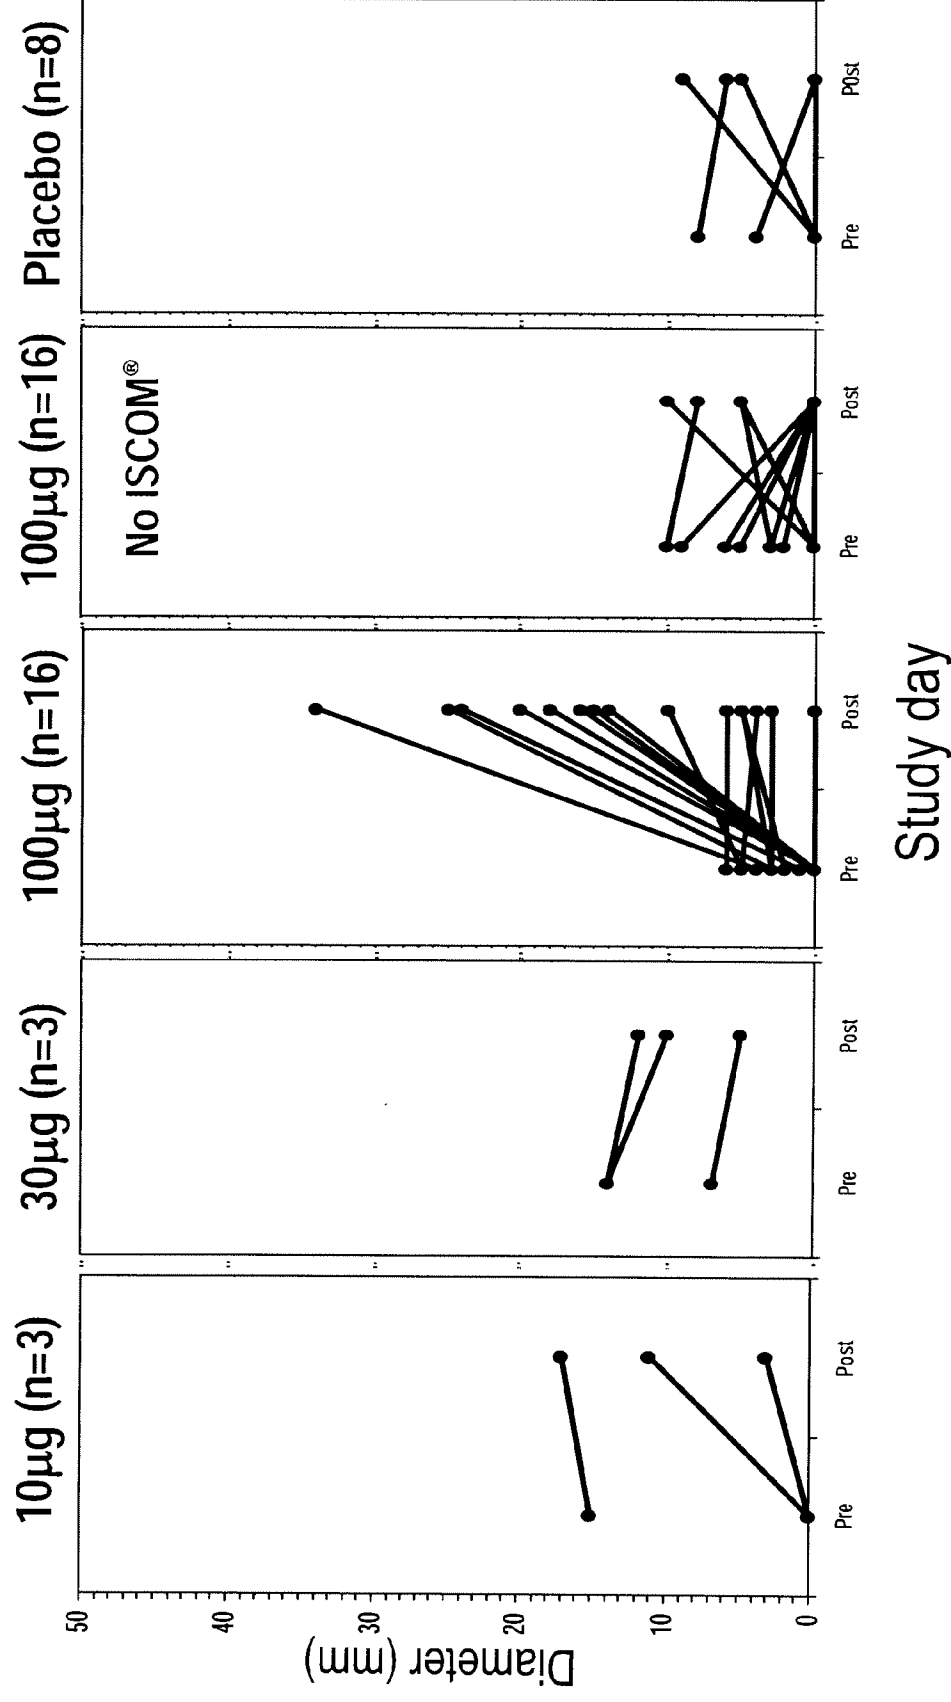 10µg (n=3)
30µg (n=3)
100µg (n=16)
100µg (n=16)
Placebo (n=8)
No ISCOM®
Diameter (mm)
50
40
30
20
10
0
Pre
Post
Pre
Post
Pre
Post
Pre
Post
Pre
Post
Study day